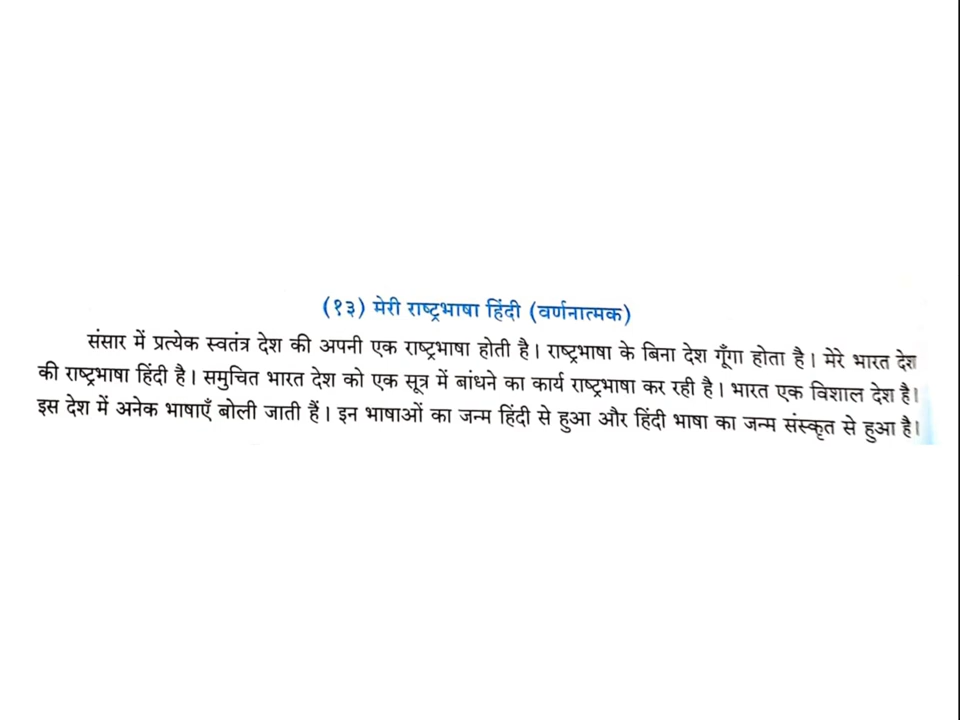 (१३) मेरी राष्ट्रभाषा हिंदी (वर्णनात्मक)
संसार में प्रत्येक स्वतंत्र देश की अपनी एक राष्ट्रभाषा होती है। राष्ट्रभाषा के बिना देश गूँगा होता है। मेरे भारत देश
की राष्ट्रभाषा हिंदी है। समुचित भारत देश को एक सूत्र में बांधने का कार्य राष्ट्रभाषा कर रही है। भारत एक विशाल देश है।
इस देश में अनेक भाषाएँ बोली जाती हैं। इन भाषाओं का जन्म हिंदी से हुआ और हिंदी भाषा का जन्म संस्कृत से हुआ है।